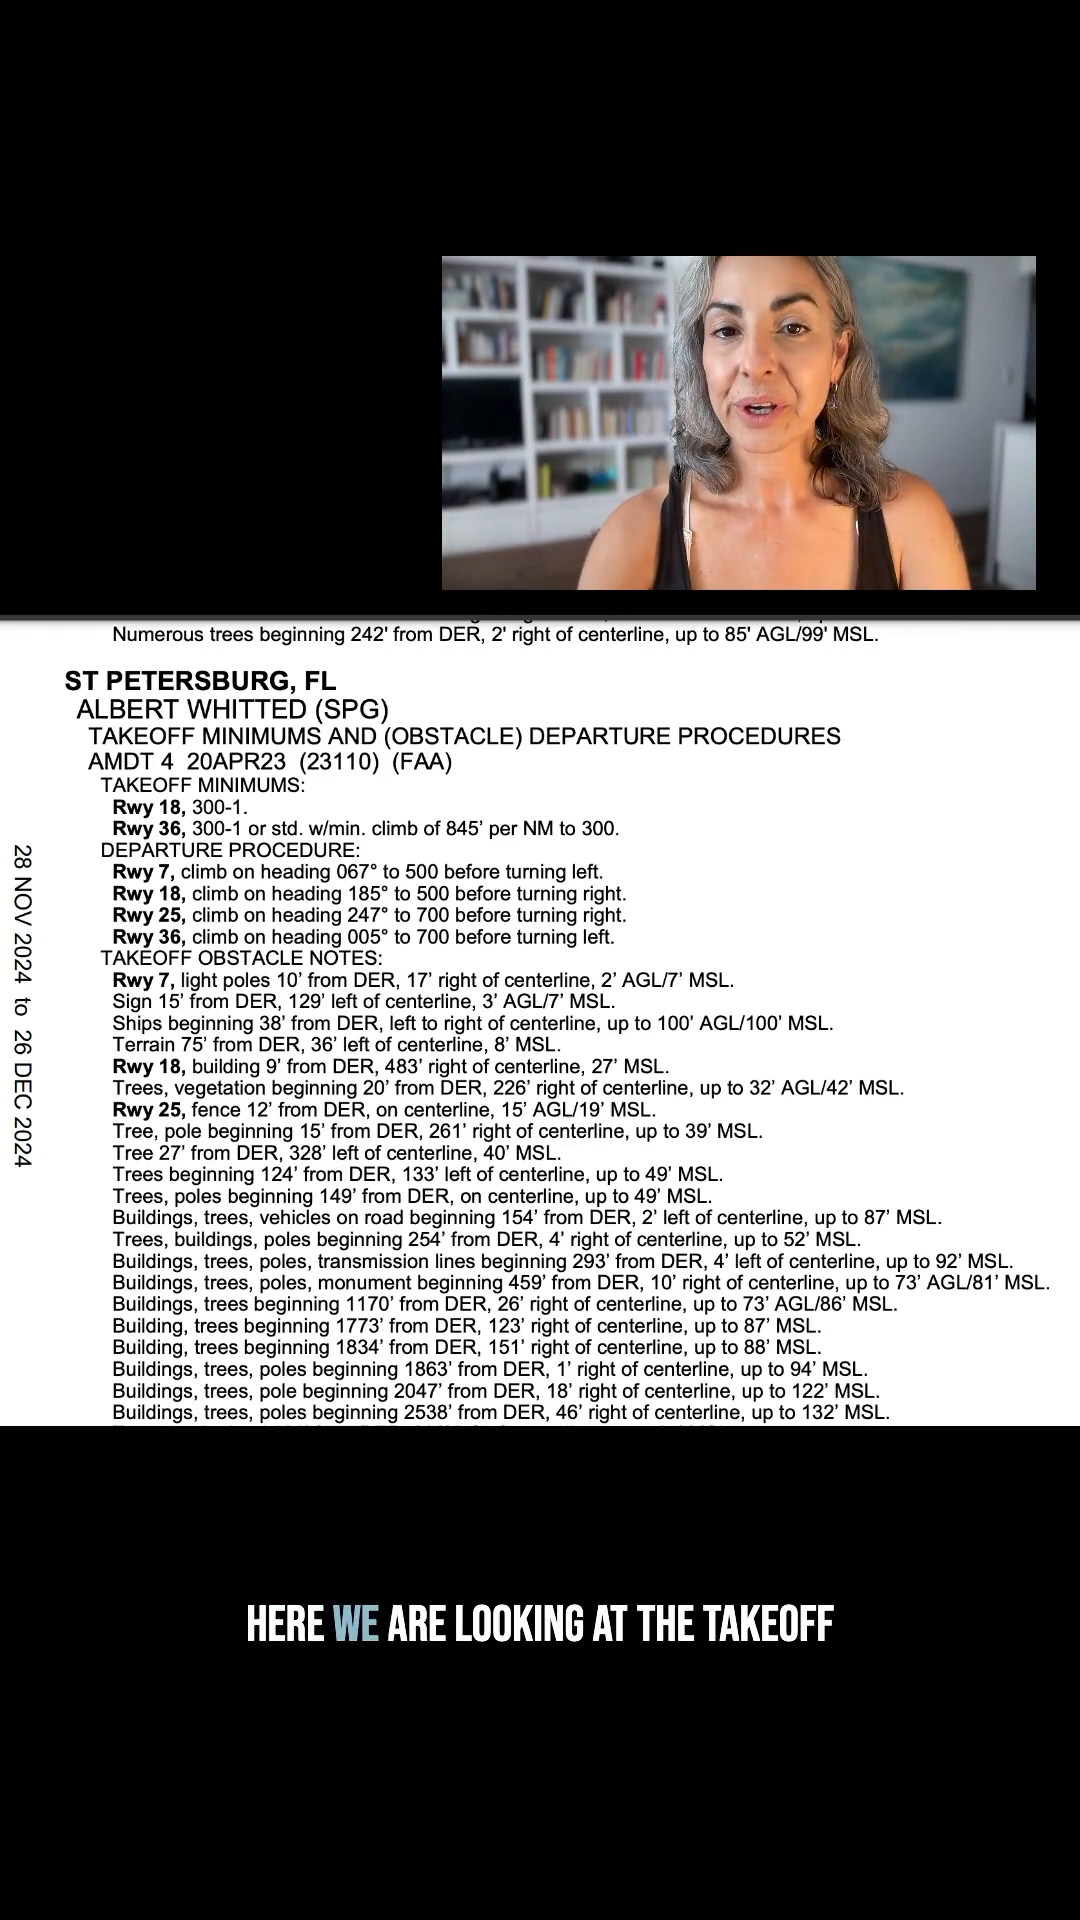 Numerous trees beginning 242' from DER, 2' right of centerline, up to 85' AGL/99' MSL.
ST PETERSBURG, FL
ALBERT WHITTED (SPG)
TAKEOFF MINIMUMS AND (OBSTACLE) DEPARTURE PROCEDURES
AMDT 4 20APR23 (23110) (FAA)
TAKEOFF MINIMUMS:
Rwy 18, 300-1.
Rwy 36, 300-1 or std. w/min. climb of 845’ per NM to 300.
DEPARTURE PROCEDURE:
Rwy 7, climb on heading 067° to 500 before turning left.
Rwy 18, climb on heading 185° to 500 before turning right.
Rwy 25, climb on heading 247° to 700 before turning right.
Rwy 36, climb on heading 005° to 700 before turning left.
TAKEOFF OBSTACLE NOTES:
Rwy 7, light poles 10’ from DER, 17’ right of centerline, 2’ AGL/7’ MSL.
Sign 15’ from DER, 129’ left of centerline, 3’ AGL/7’ MSL.
Ships beginning 38’ from DER, left to right of centerline, up to 100’ AGL/100’ MSL.
Terrain 75’ from DER, 36’ left of centerline, 8’ MSL.
Rwy 18, building 9’ from DER, 483’ right of centerline, 27’ MSL.
Trees, vegetation beginning 20’ from DER, 226’ right of centerline, up to 32’ AGL/42’ MSL.
Rwy 25, fence 12’ from DER, on centerline, 15’ AGL/19’ MSL.
Tree, pole beginning 15’ from DER, 261’ right of centerline, up to 39’ MSL.
Tree 27’ from DER, 328’ left of centerline, 40’ MSL.
Trees beginning 124’ from DER, 133’ left of centerline, up to 49’ MSL.
Trees, poles beginning 149’ from DER, on centerline, up to 49’ MSL.
Buildings, trees, vehicles on road beginning 154’ from DER, 2’ left of centerline, up to 87’ MSL.
Trees, buildings, poles beginning 254’ from DER, 4’ right of centerline, up to 52’ MSL.
Buildings, trees, poles, transmission lines beginning 293’ from DER, 4’ left of centerline, up to 92’ MSL.
Buildings, trees, poles, monument beginning 459’ from DER, 10’ right of centerline, up to 73’ AGL/81’ MSL.
Buildings, trees beginning 1170’ from DER, 26’ right of centerline, up to 73’ AGL/86’ MSL.
Building, trees beginning 1773’ from DER, 123’ right of centerline, up to 87’ MSL.
Building, trees beginning 1834’ from DER, 151’ right of centerline, up to 88’ MSL.
Buildings, trees, poles beginning 1863’ from DER, 1’ right of centerline, up to 94’ MSL.
Buildings, trees, pole beginning 2047’ from DER, 18’ right of centerline, up to 122’ MSL.
Buildings, trees, poles beginning 2538’ from DER, 46’ right of centerline, up to 132’ MSL.
28 NOV 2024 to 26 DEC 2024
HERE WE ARE LOOKING AT THE TAKEOFF